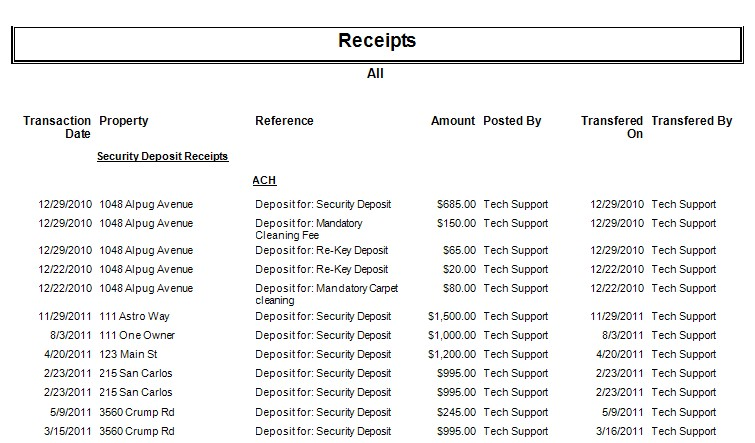 Receipts
All
Transaction Date Property Reference Amount Posted By Transfered On Transfered By
Security Deposit Receipts
ACH
12/29/2010 1048 Alpug Avenue Deposit for: Security Deposit $685.00 Tech Support 12/29/2010 Tech Support
12/29/2010 1048 Alpug Avenue Deposit for: Mandatory Cleaning Fee $150.00 Tech Support 12/29/2010 Tech Support
12/29/2010 1048 Alpug Avenue Deposit for: Re-Key Deposit $65.00 Tech Support 12/29/2010 Tech Support
12/22/2010 1048 Alpug Avenue Deposit for: Re-Key Deposit $20.00 Tech Support 12/22/2010 Tech Support
12/22/2010 1048 Alpug Avenue Deposit for: Mandatory Carpet cleaning $80.00 Tech Support 12/22/2010 Tech Support
11/29/2011 111 Astro Way Deposit for: Security Deposit $1,500.00 Tech Support 11/29/2011 Tech Support
8/3/2011 111 One Owner Deposit for: Security Deposit $1,000.00 Tech Support 8/3/2011 Tech Support
4/20/2011 123 Main St Deposit for: Security Deposit $1,200.00 Tech Support 4/20/2011 Tech Support
2/23/2011 215 San Carlos Deposit for: Security Deposit $995.00 Tech Support 2/23/2011 Tech Support
2/23/2011 215 San Carlos Deposit for: Security Deposit $995.00 Tech Support 2/23/2011 Tech Support
5/9/2011 3560 Crump Rd Deposit for: Security Deposit $245.00 Tech Support 5/9/2011 Tech Support
3/15/2011 3560 Crump Rd Deposit for: Security Deposit $995.00 Tech Support 3/16/2011 Tech Support